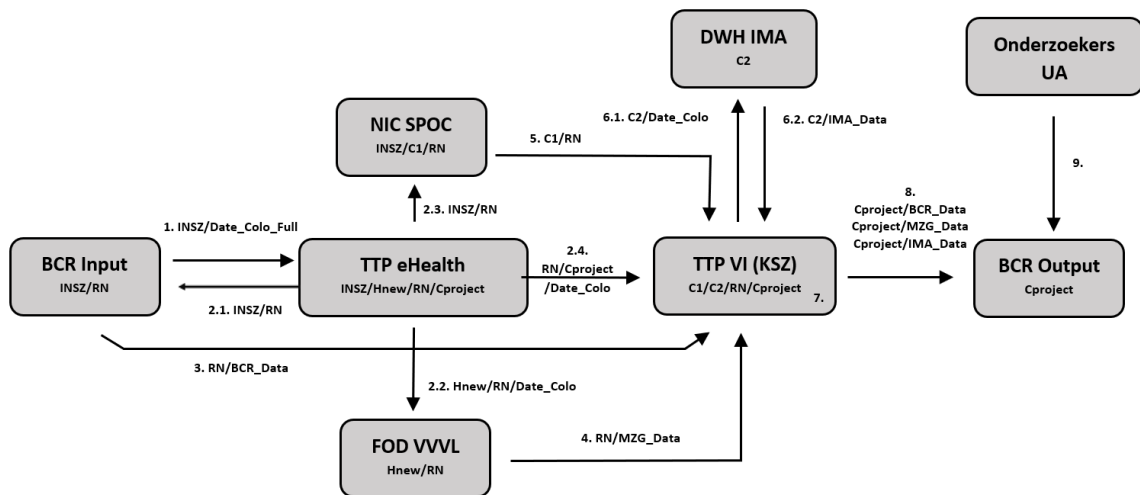 DWH IMA
C2
Onderzoekers
UA
NIC SPOC
INSZ/C1/RN
5. C1/RN
6.1. C2/Date_Colo
6.2. C2/IMA_Data
9.
2.3. INSZ/RN
1. INSZ/Date_Colo_Full
8.
Cproject/BCR_Data
Cproject/MZG_Data
Cproject/IMA_Data
BCR Input
INSZ/RN
TTP eHealth
INSZ/Hnew/RN/Cproject
2.4.
RN/Cproject
/Date_Colo
TTP VI (KSZ)
C1/C2/RN/Cproject
7.
BCR Output
Cproject
2.1. INSZ/RN
3. RN/BCR_Data
2.2. Hnew/RN/Date_Colo
FOD VVVL
Hnew/RN
4. RN/MZG_Data